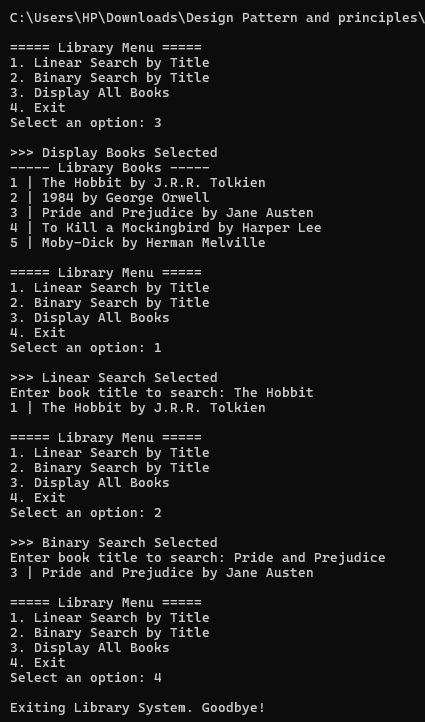 C:\Users\HP\Downloads\Design Pattern and principles\
===== Library Menu =====
1. Linear Search by Title
2. Binary Search by Title
3. Display All Books
4. Exit
Select an option: 3
>>> Display Books Selected
----- Library Books -----
1 | The Hobbit by J.R.R. Tolkien
2 | 1984 by George Orwell
3 | Pride and Prejudice by Jane Austen
4 | To Kill a Mockingbird by Harper Lee
5 | Moby-Dick by Herman Melville
===== Library Menu =====
1. Linear Search by Title
2. Binary Search by Title
3. Display All Books
4. Exit
Select an option: 1
>>> Linear Search Selected
Enter book title to search: The Hobbit
1 | The Hobbit by J.R.R. Tolkien
===== Library Menu =====
1. Linear Search by Title
2. Binary Search by Title
3. Display All Books
4. Exit
Select an option: 2
>>> Binary Search Selected
Enter book title to search: Pride and Prejudice
3 | Pride and Prejudice by Jane Austen
===== Library Menu =====
1. Linear Search by Title
2. Binary Search by Title
3. Display All Books
4. Exit
Select an option: 4
Exiting Library System. Goodbye!